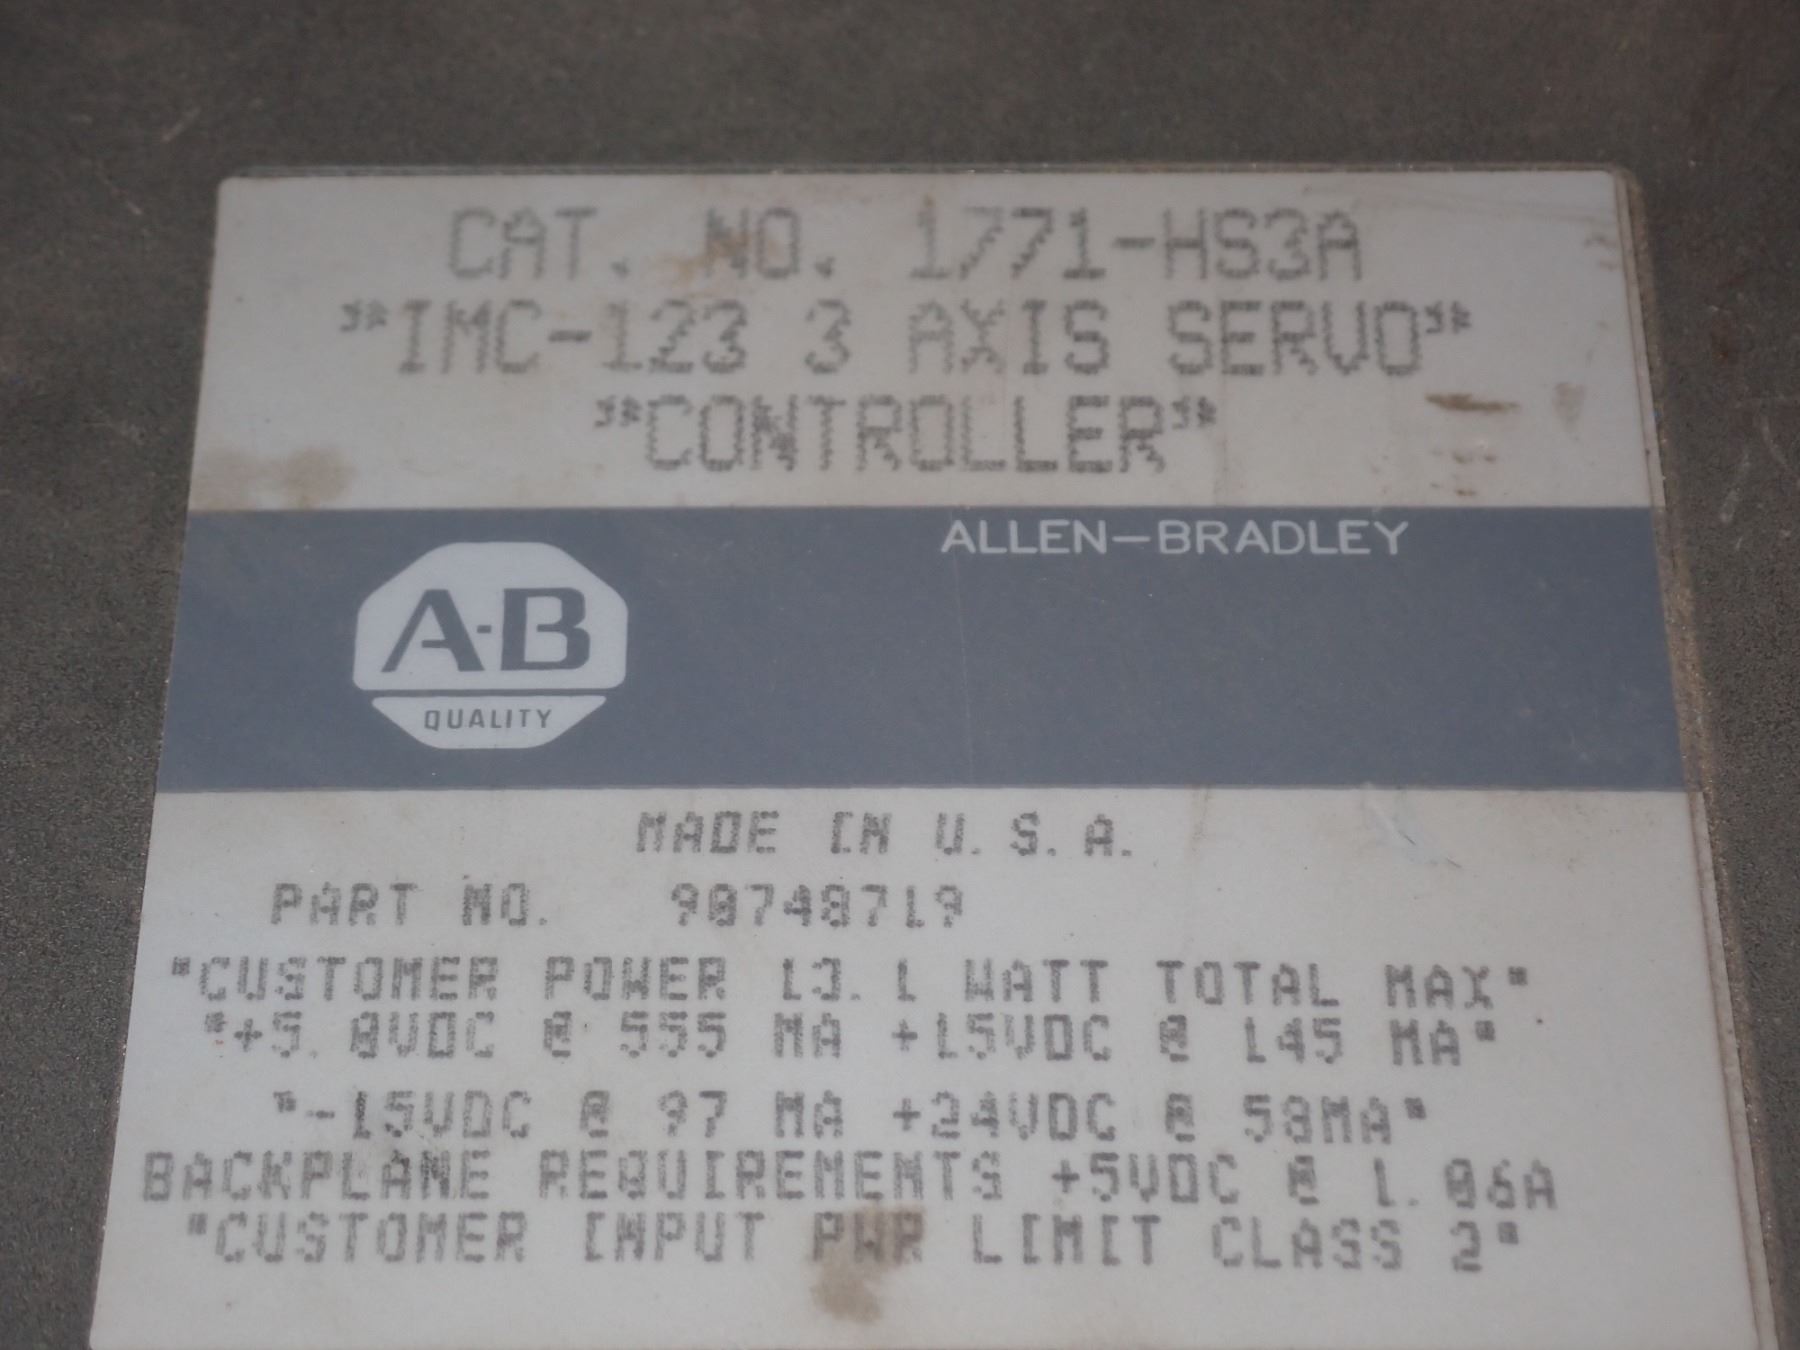 CAT. NO. 1771-HS3A
"IMC-123 3 AXIS SERVO"
"CONTROLLER"
ALLEN-BRADLEY
A-B
QUALITY
MADE IN U.S.A.
PART NO. 90748719
"CUSTOMER POWER 10.1 WATT TOTAL MAX"
"+5.0VDC @ 555 MA +15VDC @ 145 MA"
"-15VDC @ 97 MA +24VDC @ 58MA"
BACKPLANE REQUIREMENTS +5VDC @ 1.06A
"CUSTOMER INPUT PWR LIMIT CLASS 2"